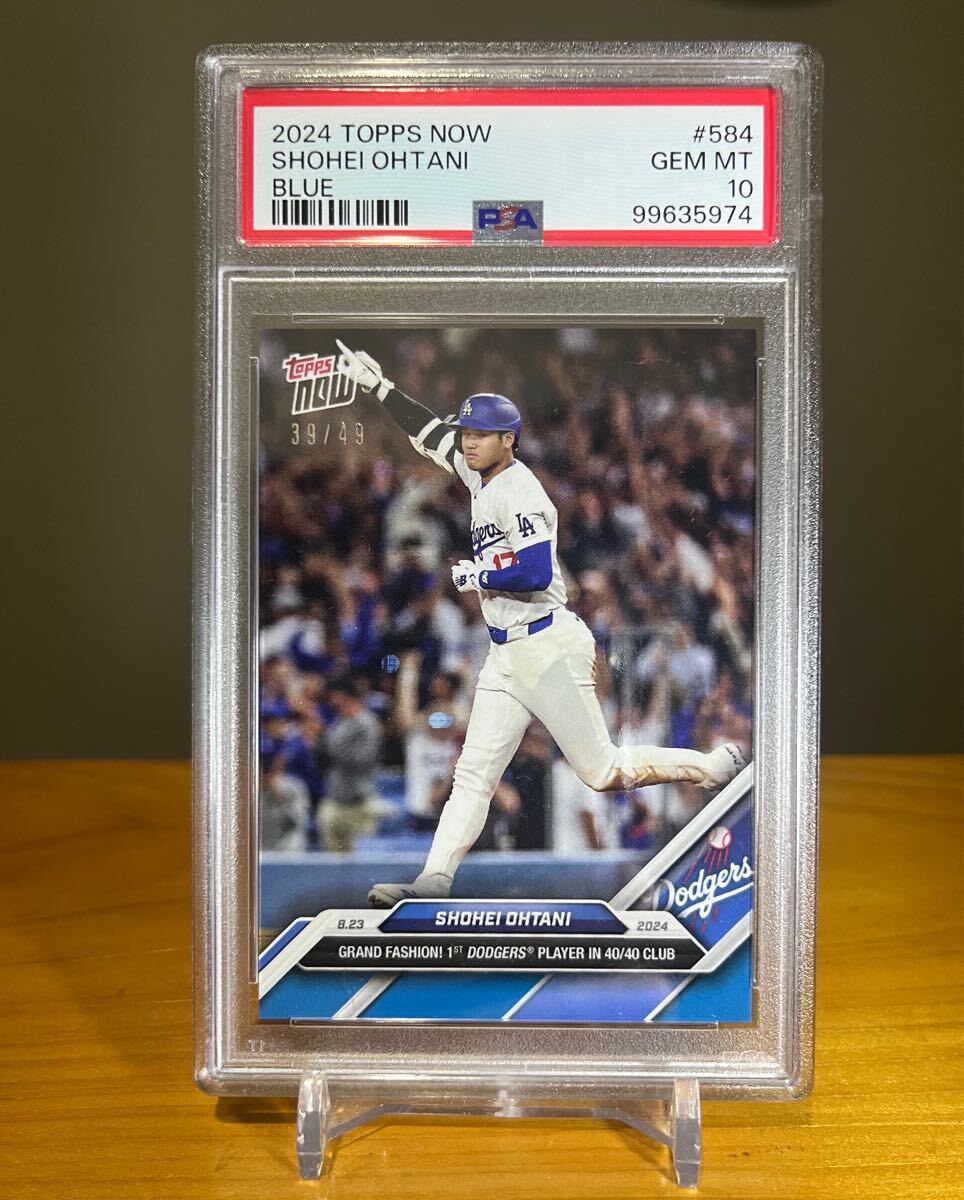 2024 TOPPS NOW #584
SHOHEI OHTANI GEM MT
BLUE 10
PSA 99635974
topps
NOW
39/49
LA
LA
17
Dodgers
8.23 SHOHEI OHTANI 2024
GRAND FASHION! 1ST DODGERS® PLAYER IN 40/40 CLUB